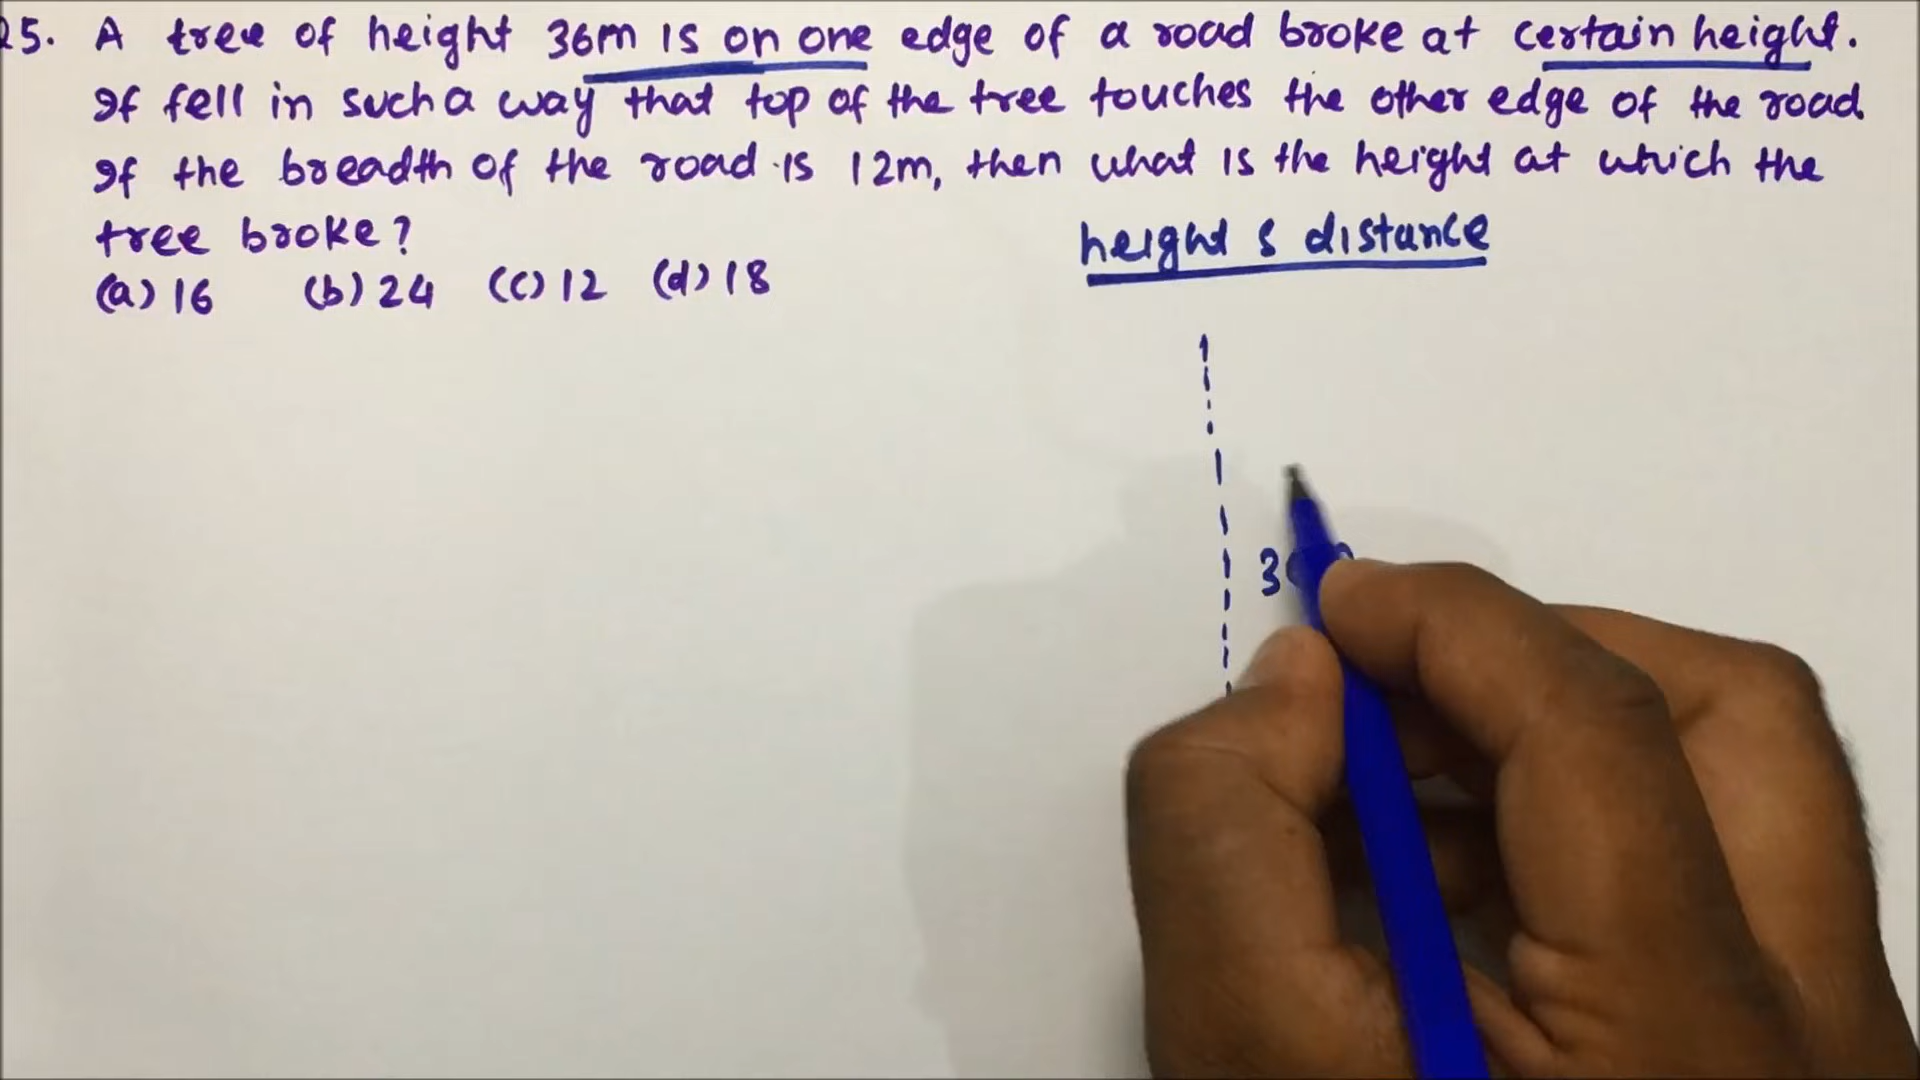 25. A tree of height 36m is on one edge of a road broke at certain height.
If fell in such a way that top of the tree touches the other edge of the road
If the breadth of the road is 12m, then what is the height at which the
tree broke?
height & distance
(a) 16 (b) 24 (c) 12 (d) 18
3